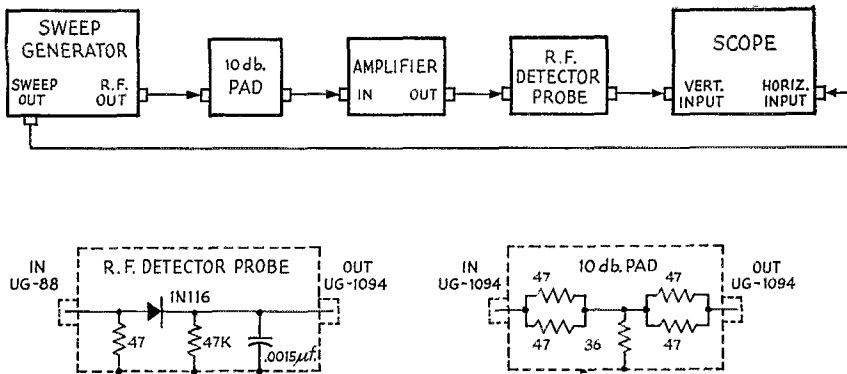 SWEEP
GENERATOR
SWEEP
OUT
R.F.
OUT
10 db.
PAD
AMPLIFIER
IN
OUT
R.F.
DETECTOR
PROBE
SCOPE
VERT.
INPUT
HORIZ.
INPUT
IN
UG-88
R.F. DETECTOR PROBE
OUT
UG-1094
1N116
47
47K
.0015µf.
IN
UG-1094
10 db. PAD
OUT
UG-1094
47
47
47
36
47